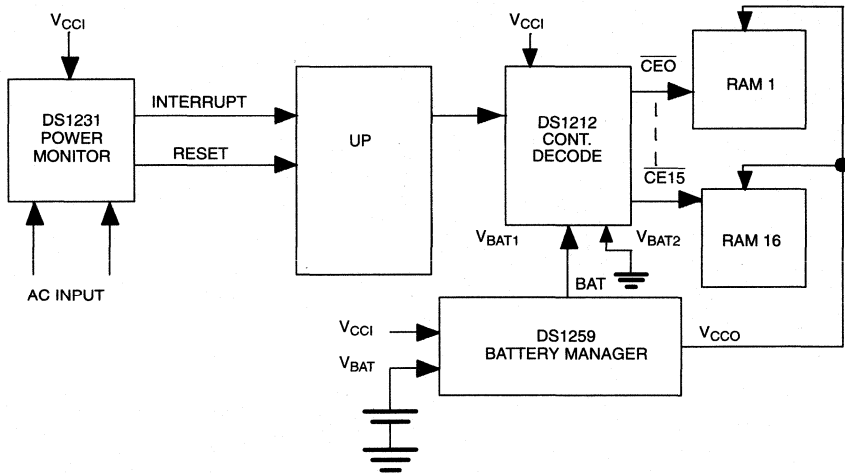 VCCI
VCCI
CEO
RAM 1
DS1231
POWER
MONITOR
INTERRUPT
RESET
UP
DS1212
CONT.
DECODE
CE15
RAM 16
VBAT1
VBAT2
AC INPUT
BAT
VCCI
VBAT
DS1259
BATTERY MANAGER
VCCO